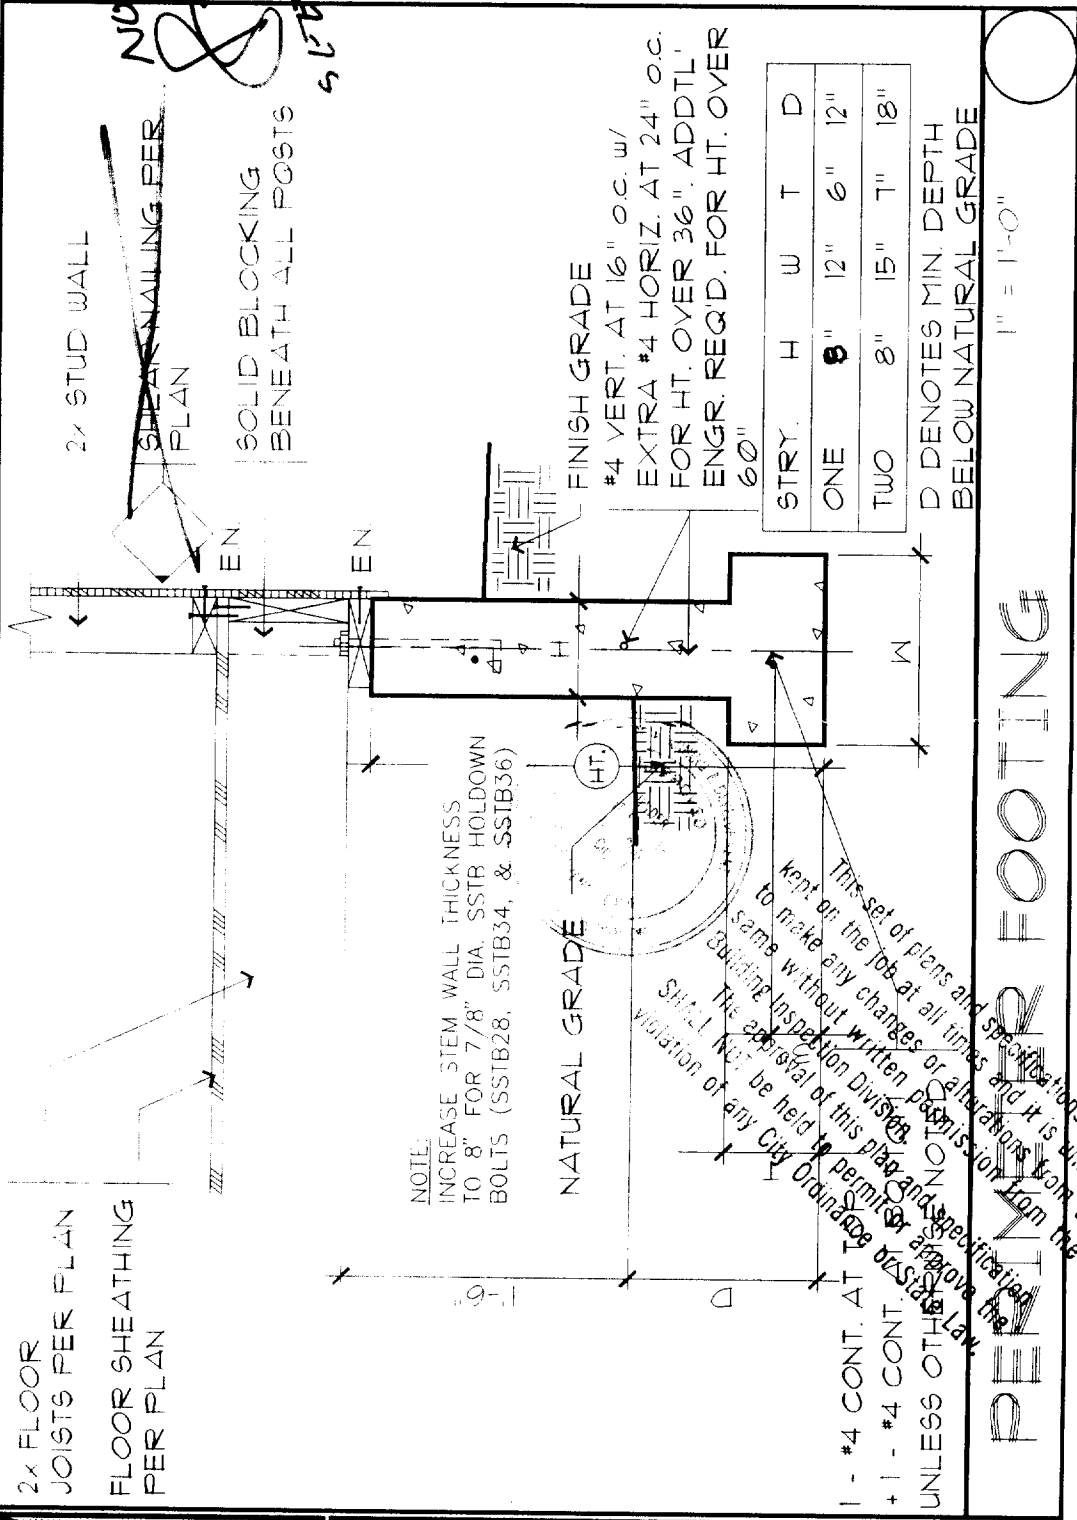 2x FLOOR
JOISTS PER PLAN
FLOOR SHEATHING
PER PLAN
2x STUD WALL
SHEAR NAILING PER
PLAN
SOLID BLOCKING
BENEATH ALL POSTS
NO
EN
EN
NOTE:
INCREASE STEM WALL THICKNESS
TO 8" FOR 7/8" DIA. SSTB HOLDOWN
BOLTS (SSTB28, SSTB34, & SSTB36)
NATURAL GRADE
HT.
H
W
1'-6"
D
T
FINISH GRADE
#4 VERT. AT 16" O.C. w/
EXTRA #4 HORIZ. AT 24" O.C.
FOR HT. OVER 36". ADDTL'
ENGR. REQ'D. FOR HT. OVER
60"
STRY. H W T D
ONE 8" 12" 6" 12"
TWO 8" 15" 7" 18"
D DENOTES MIN. DEPTH
BELOW NATURAL GRADE
1 - #4 CONT. AT TOP
+ 1 - #4 CONT. AT BOT.
UNLESS OTHERWISE NOTED
This set of plans and specifications
kept on the job at all times and it is
to make any changes or alterations from
same without written permission from the
Building Inspection Division.
The approval of this plan and specification
SHALL NOT be held to permit or approve the
violation of any City Ordinance or State Law.
PERIMETER FOOTING
1" = 1'-0"